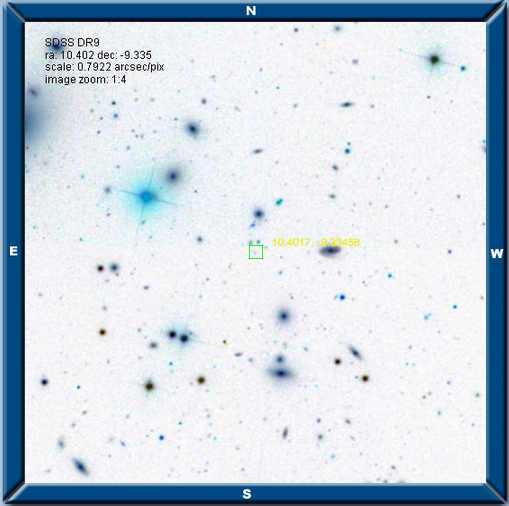 N
SDSS DR9
ra: 10.402 dec: -9.335
scale: 0.7922 arcsec/pix
image zoom: 1:4
10.4017, -9.33458
E
W
S